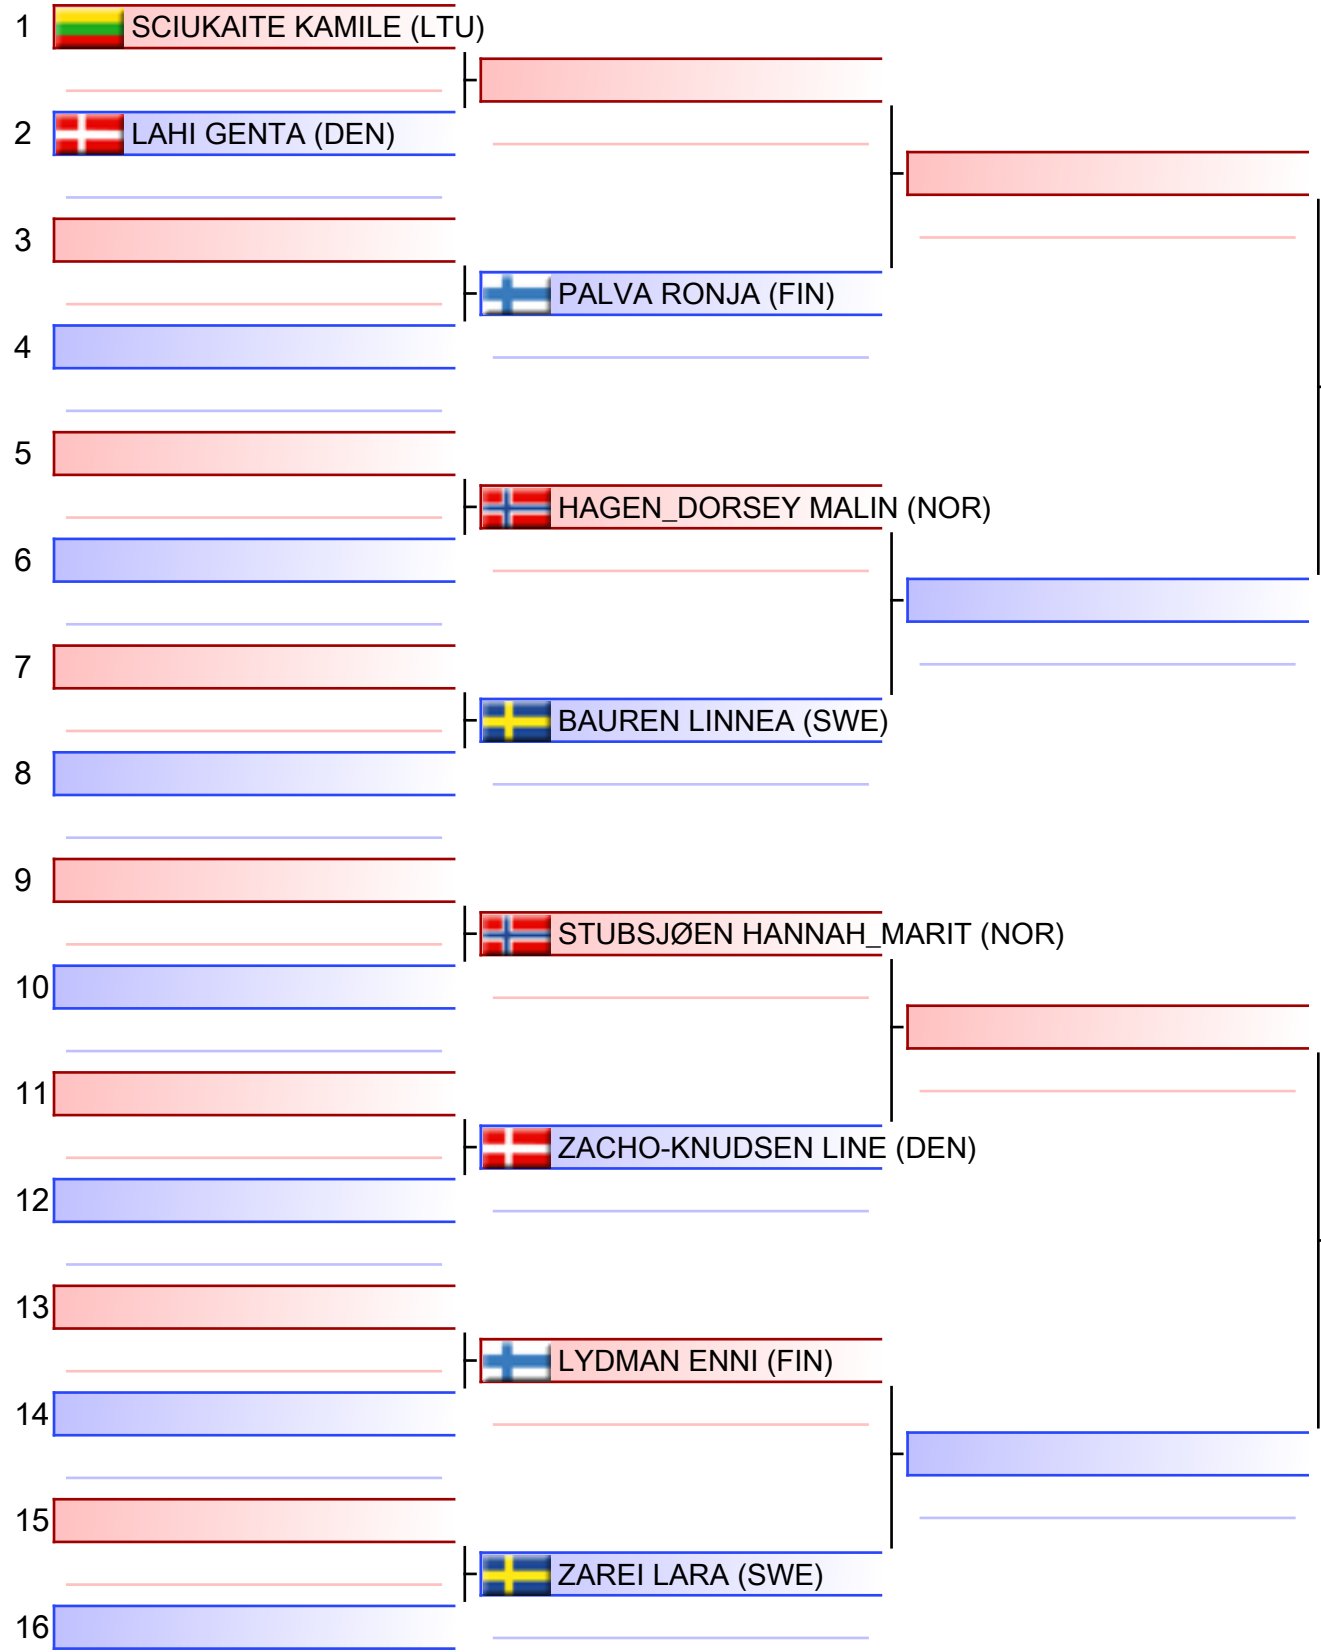 1 SCIUKAITE KAMILE (LTU)
2 LAHI GENTA (DEN)
3
PALVA RONJA (FIN)
4
5
HAGEN_DORSEY MALIN (NOR)
6
7
BAUREN LINNEA (SWE)
8
9
STUBSJØEN HANNAH_MARIT (NOR)
10
11
ZACHO-KNUDSEN LINE (DEN)
12
13
LYDMAN ENNI (FIN)
14
15
ZAREI LARA (SWE)
16